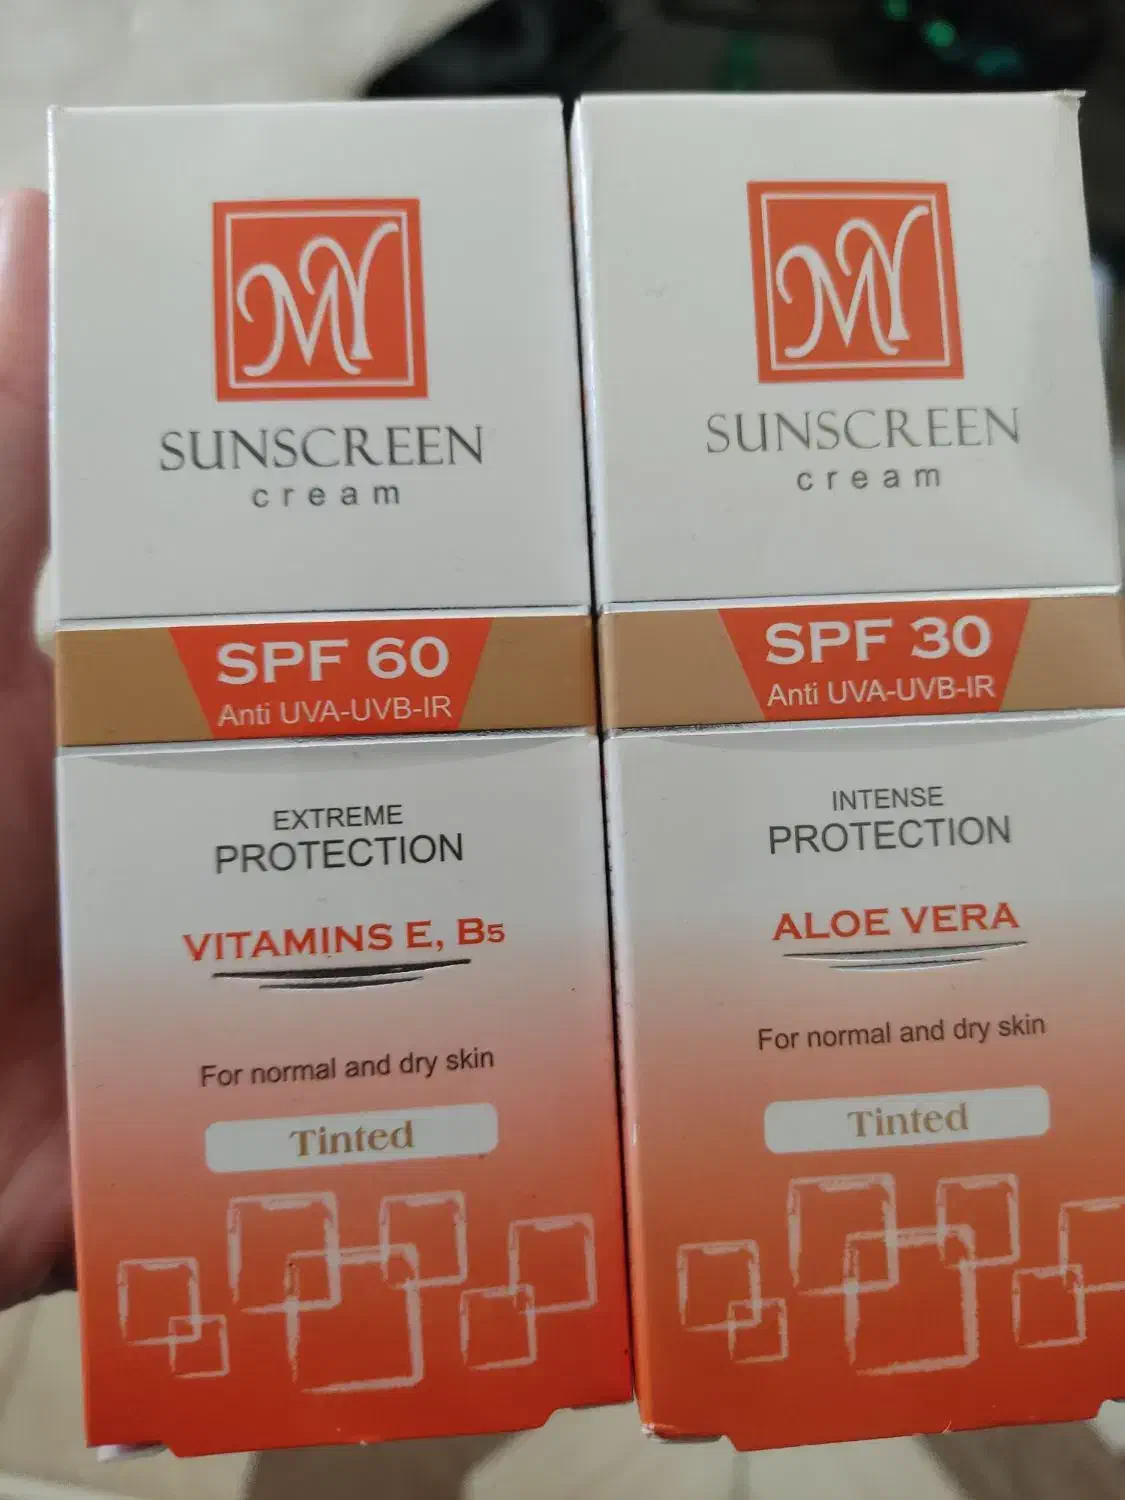 MY
SUNSCREEN
cream
SPF 60
Anti UVA-UVB-IR
EXTREME
PROTECTION
VITAMINS E, B5
For normal and dry skin
Tinted
MY
SUNSCREEN
cream
SPF 30
Anti UVA-UVB-IR
INTENSE
PROTECTION
ALOE VERA
For normal and dry skin
Tinted